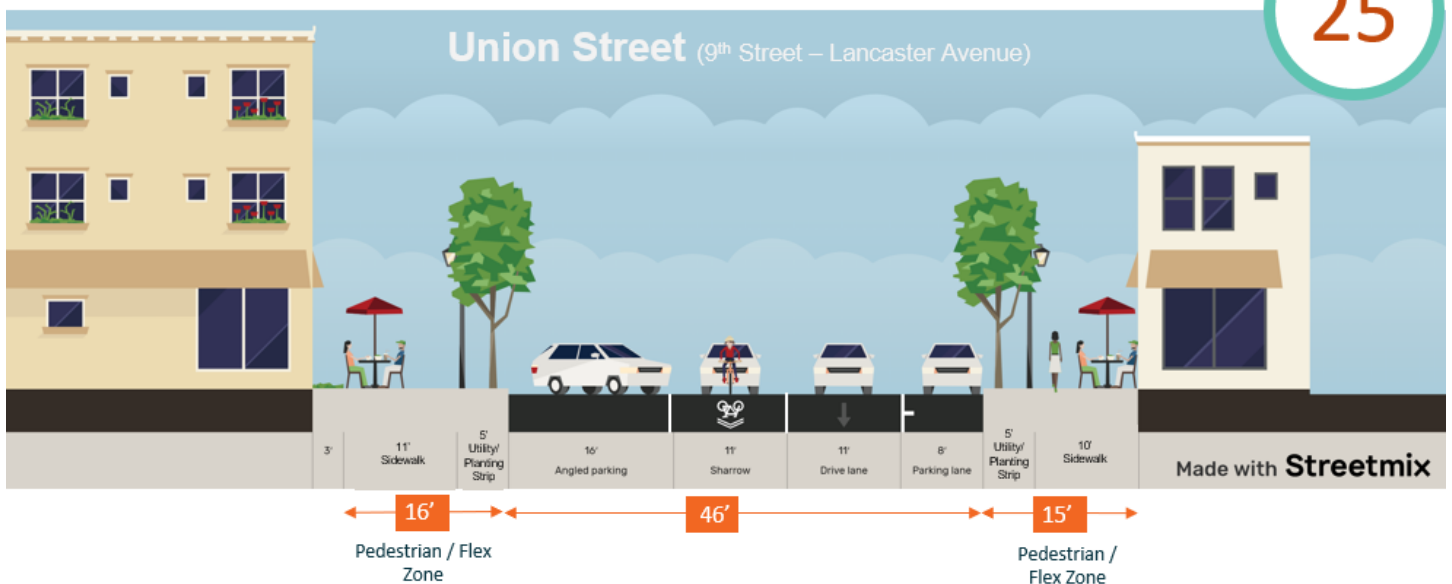 25
Union Street (9th Street – Lancaster Avenue)
3'
11'
Sidewalk
5'
Utility/
Planting
Strip
16'
Angled parking
11'
Sharrow
11'
Drive lane
8'
Parking lane
5'
Utility/
Planting
Strip
10'
Sidewalk
Made with Streetmix
16'
46'
15'
Pedestrian / Flex
Zone
Pedestrian /
Flex Zone